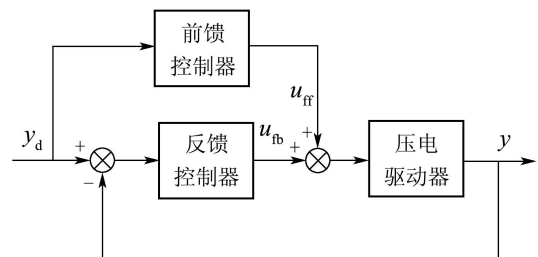 前馈
控制器
u_ff
y_d
+
−
反馈
控制器
u_fb
+
+
压电
驱动器
y